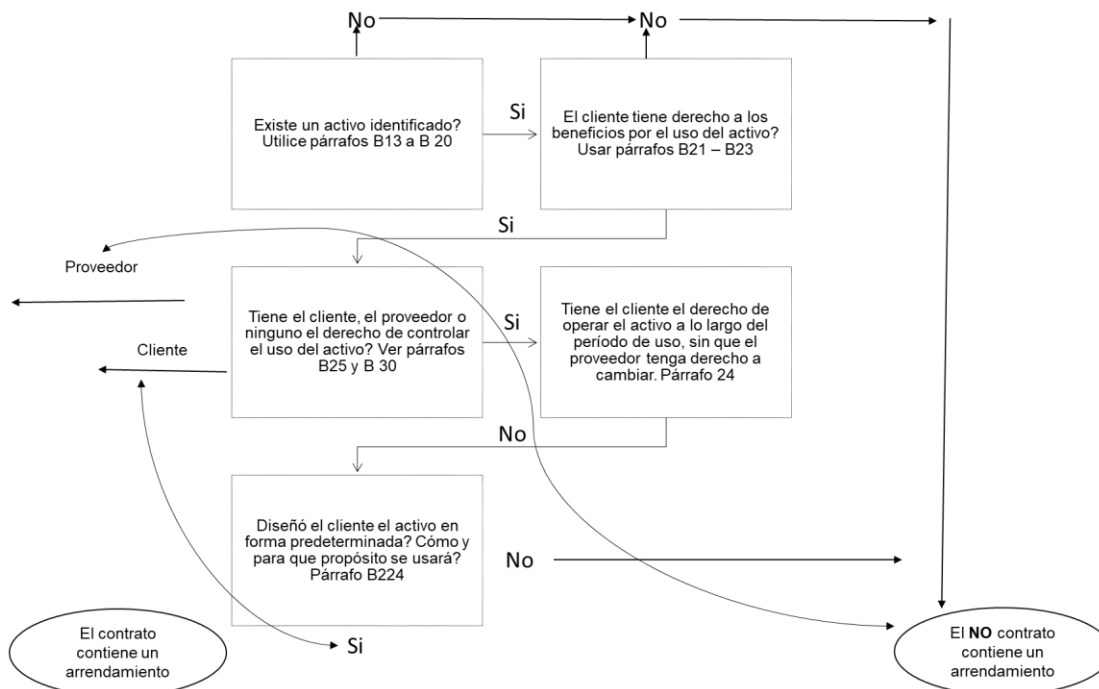 No
No
Existe un activo identificado?
Utilice párrafos B13 a B 20
Si
El cliente tiene derecho a los
beneficios por el uso del activo?
Usar párrafos B21 – B23
Si
Proveedor
Tiene el cliente, el proveedor o
ninguno el derecho de controlar
el uso del activo? Ver párrafos
B25 y B 30
Si
Tiene el cliente el derecho de
operar el activo a lo largo del
período de uso, sin que el
proveedor tenga derecho a
cambiar. Párrafo 24
Cliente
No
Diseñó el cliente el activo en
forma predeterminada? Cómo y
para que propósito se usará?
Párrafo B224
No
Si
El contrato
contiene un
arrendamiento
El NO contrato
contiene un
arrendamiento